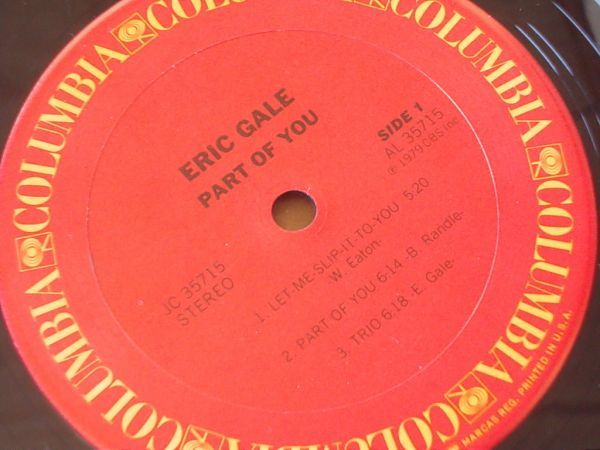 ERIC GALE
PART OF YOU
SIDE 1
AL 35715
℗ 1979 CBS Inc.
JC 35715
STEREO
1. LET-ME-SLIP-IT-TO-YOU 5:20
-W. Eaton-
2 PART OF YOU 6:14 -B. Randle-
3. TRIO 6:18 -E. Gale-
COLUMBIA
COLUMBIA
COLUMBIA
COLUMBIA
COLUMBIA
COLUMBIA
COLUMBIA
COLUMBIA
MARCAS REG. PRINTED IN U.S.A.